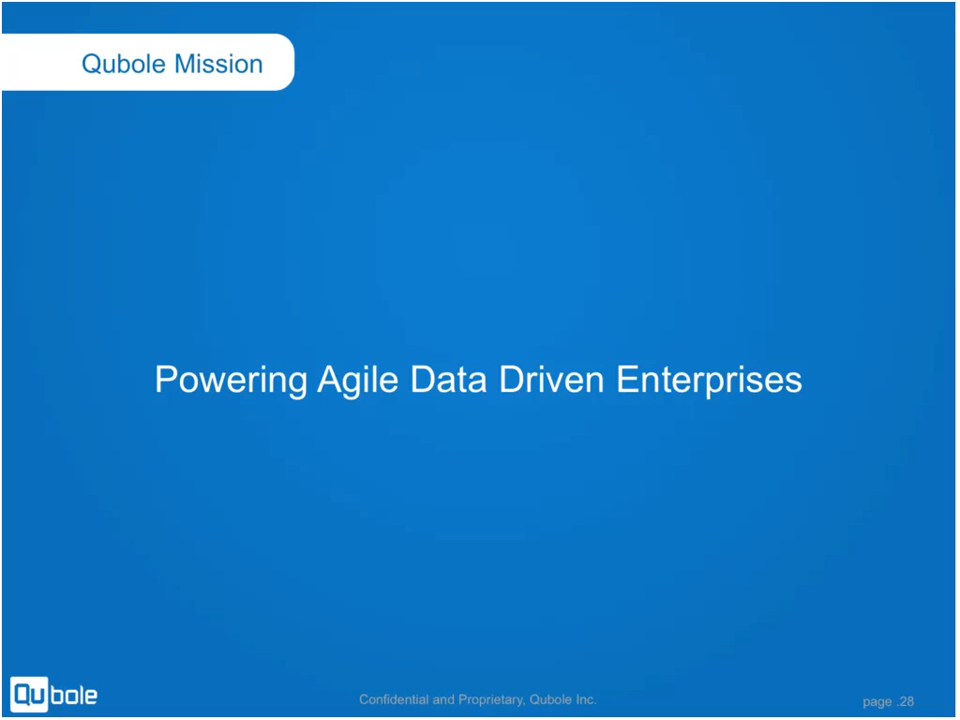 Qubole Mission
Powering Agile Data Driven Enterprises
Qubole
Confidential and Proprietary, Qubole Inc.
page .28